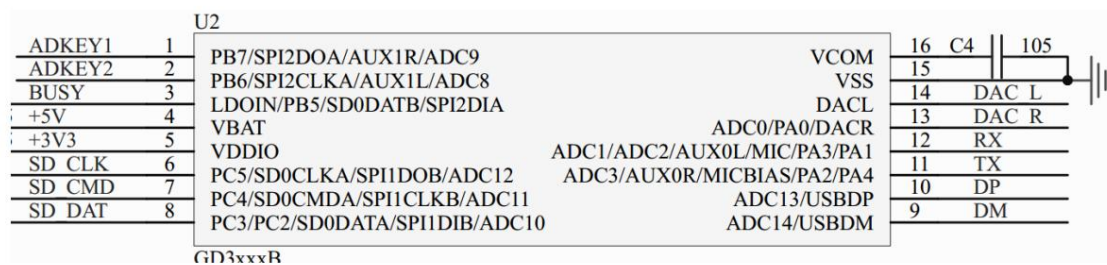 U2
ADKEY1 1 PB7/SPI2DOA/AUX1R/ADC9 VCOM 16 C4 105
ADKEY2 2 PB6/SPI2CLKA/AUX1L/ADC8 VSS 15
BUSY 3 LDOIN/PB5/SD0DATB/SPI2DIA DACL 14 DAC L
+5V 4 VBAT ADC0/PA0/DACR 13 DAC R
+3V3 5 VDDIO ADC1/ADC2/AUX0L/MIC/PA3/PA1 12 RX
SD CLK 6 PC5/SD0CLKA/SPI1DOB/ADC12 ADC3/AUX0R/MICBIAS/PA2/PA4 11 TX
SD CMD 7 PC4/SD0CMDA/SPI1CLKB/ADC11 ADC13/USBDP 10 DP
SD DAT 8 PC3/PC2/SD0DATA/SPI1DIB/ADC10 ADC14/USBDM 9 DM
GD3xxxB